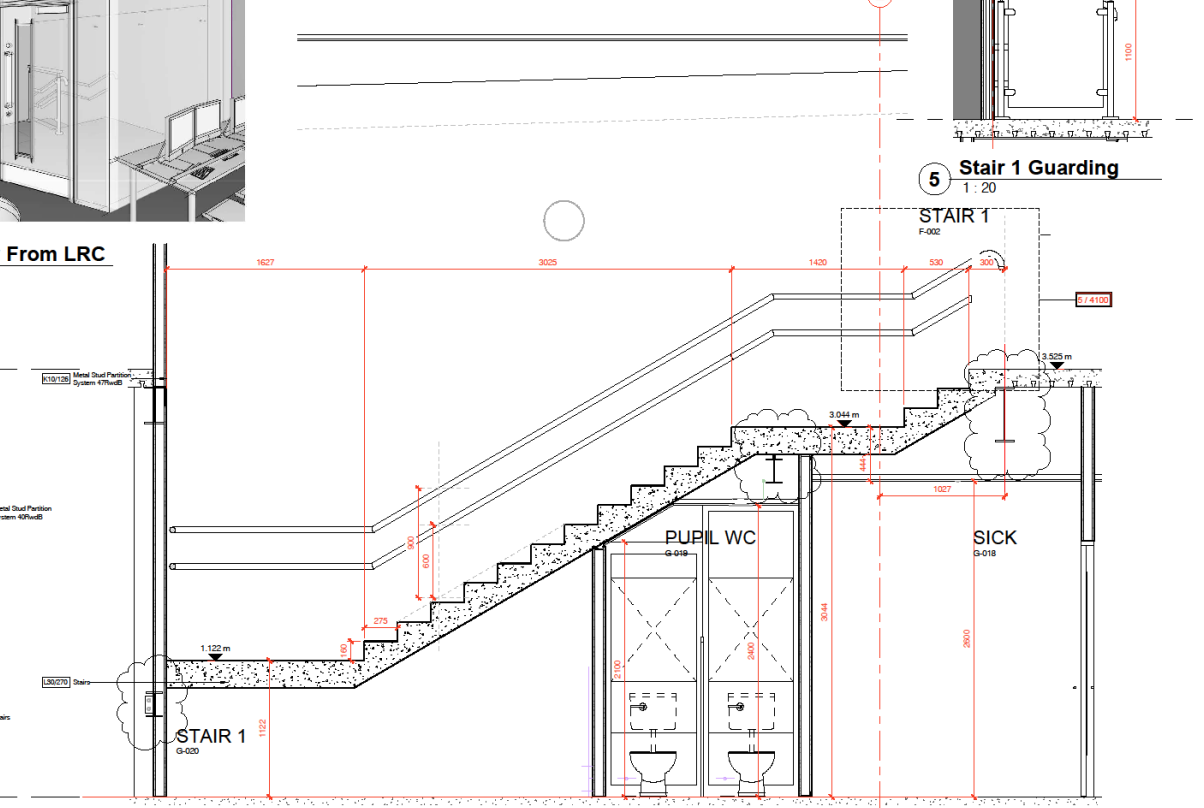 1100
5 Stair 1 Guarding
1 : 20
STAIR 1
F-002
From LRC
1627
3025
1420
530
300
5 / 4100
K10/126 Metal Stud Partition
System 47RwdB
3.525 m
3.044 m
444
1027
etal Stud Partition
stem 40RwdB
900
600
PUPIL WC
G-019
SICK
G-018
275
160
1.122 m
2100
2400
3044
2600
L30/270 Stairs
airs
STAIR 1
G-020
1122